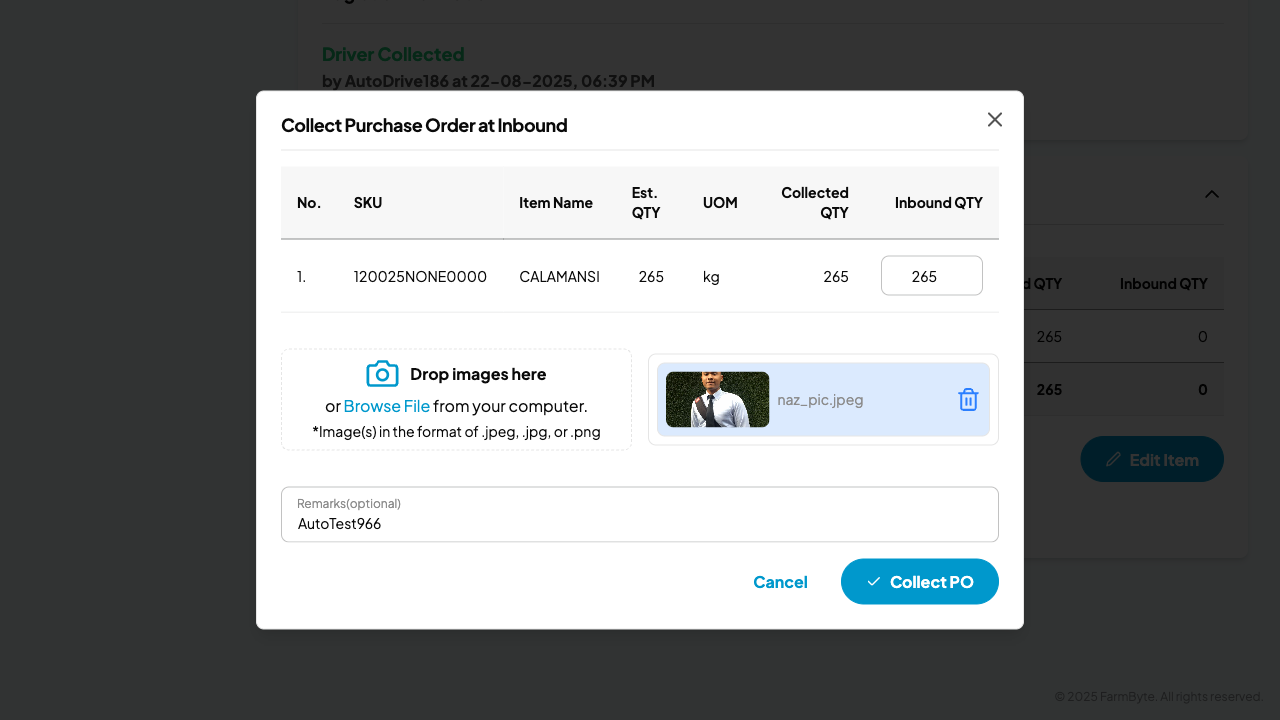 Driver Collected
by AutoDrive186 at 22-08-2025, 06:39 PM
Collect Purchase Order at Inbound
No. SKU Item Name Est. QTY UOM Collected QTY Inbound QTY
1. 120025NONE0000 CALAMANSI 265 kg 265 265
Drop images here
or Browse File from your computer.
*Image(s) in the format of .jpeg, .jpg, or .png
naz_pic.jpeg
Remarks(optional)
AutoTest966
Cancel Collect PO
QTY Inbound QTY
265 0
265 0
Edit Item
© 2025 FarmByte. All rights reserved.